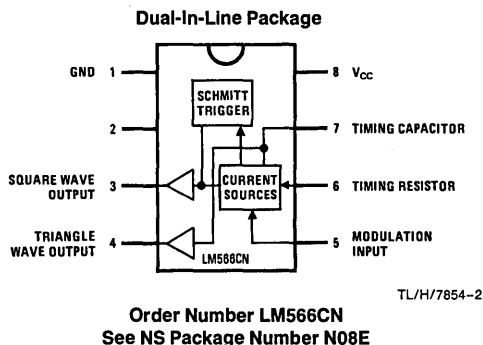 Dual-In-Line Package
GND 1
8 VCC
SCHMITT
TRIGGER
2
7 TIMING CAPACITOR
SQUARE WAVE
OUTPUT 3
CURRENT
SOURCES
6 TIMING RESISTOR
TRIANGLE
WAVE OUTPUT 4
LM566CN
5 MODULATION
INPUT
TL/H/7854-2
Order Number LM566CN
See NS Package Number N08E